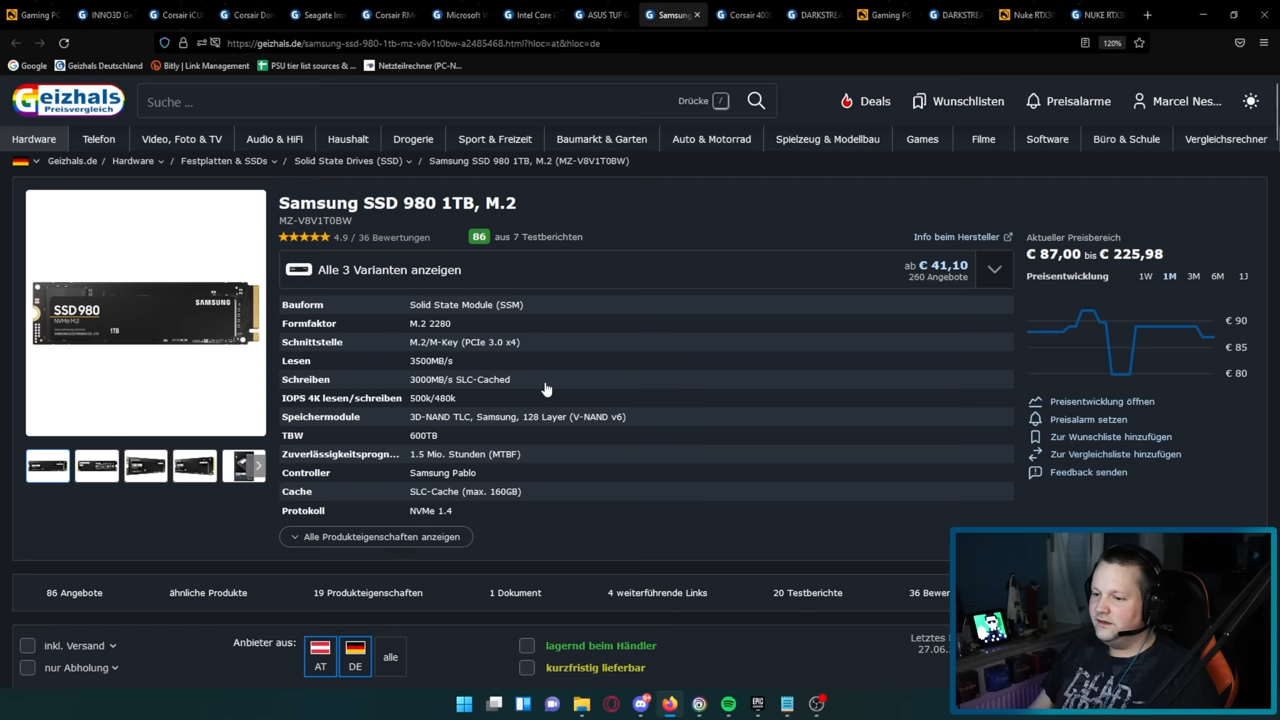 Gaming PC
INNO3D Ge
Corsair iCU
Corsair Dor
Seagate Iron
Corsair RM
Microsoft W
Intel Core i
ASUS TUF G
Samsung
Corsair 400
DARKSTREA
Gaming PC
DARKSTREA
Nuke RTX30
NUKE RTX3
https://geizhals.de/samsung-ssd-980-1tb-mz-v8v1t0bw-a2485468.html?hloc=at&hloc=de
120%
Google
Geizhals Deutschland
Bitly | Link Management
PSU tier list sources & ...
Netzteilrechner (PC-N...
Geizhals
Preisvergleich
Suche ...
Drücke /
Deals
Wunschlisten
Preisalarme
Marcel Nes...
Hardware
Telefon
Video, Foto & TV
Audio & HiFi
Haushalt
Drogerie
Sport & Freizeit
Baumarkt & Garten
Auto & Motorrad
Spielzeug & Modellbau
Games
Filme
Software
Büro & Schule
Vergleichsrechner
Geizhals.de / Hardware / Festplatten & SSDs / Solid State Drives (SSD) / Samsung SSD 980 1TB, M.2 (MZ-V8V1T0BW)
SAMSUNG
SSD 980
NVMe M.2
1TB
Samsung SSD 980 1TB, M.2
MZ-V8V1T0BW
4.9 / 36 Bewertungen
86 aus 7 Testberichten
Info beim Hersteller
Alle 3 Varianten anzeigen
ab € 41,10
260 Angebote
Bauform Solid State Module (SSM)
Formfaktor M.2 2280
Schnittstelle M.2/M-Key (PCIe 3.0 x4)
Lesen 3500MB/s
Schreiben 3000MB/s SLC-Cached
IOPS 4K lesen/schreiben 500k/480k
Speichermodule 3D-NAND TLC, Samsung, 128 Layer (V-NAND v6)
TBW 600TB
Zuverlässigkeitsprogn... 1.5 Mio. Stunden (MTBF)
Controller Samsung Pablo
Cache SLC-Cache (max. 160GB)
Protokoll NVMe 1.4
Alle Produkteigenschaften anzeigen
Aktueller Preisbereich
€ 87,00 bis € 225,98
Preisentwicklung 1W 1M 3M 6M 1J
€ 90
€ 85
€ 80
Preisentwicklung öffnen
Preisalarm setzen
Zur Wunschliste hinzufügen
Zur Vergleichsliste hinzufügen
Feedback senden
86 Angebote
ähnliche Produkte
19 Produkteigenschaften
1 Dokument
4 weiterführende Links
20 Testberichte
36 Bewer
inkl. Versand
nur Abholung
Anbieter aus:
AT
DE
alle
lagernd beim Händler
kurzfristig lieferbar
Letztes
27.06.